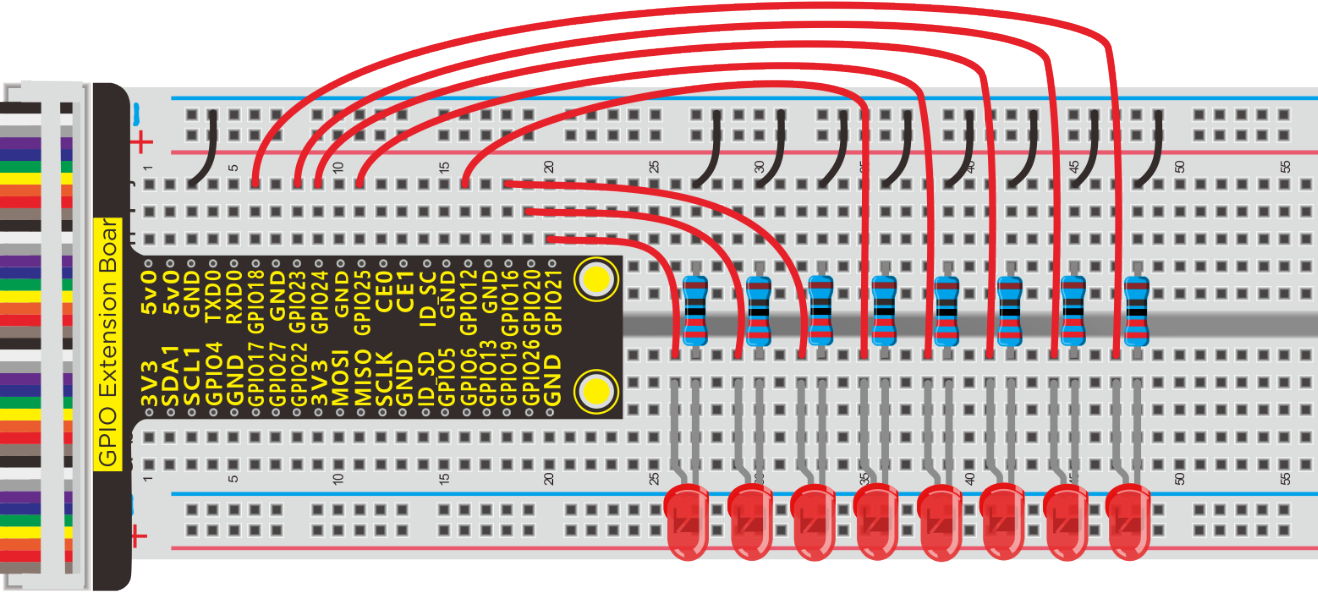 1 5 10 15 20 25 30 35 40 45 50 55
GPIO Extension Boar
5v0 5v0 GND TXD0 RXD0 GPIO18 GND GPIO23 GPIO24 GND GPIO25 CE0 CE1 ID_SC GND GPIO12 GND GPIO16 GPIO20 GPIO21
3V3 SDA1 SCL1 GPIO4 GND GPIO17 GPIO27 GPIO22 3V3 MOSI MISO SCLK GND ID_SD GPIO5 GPIO6 GPIO13 GPIO19 GPIO26 GND
1 5 10 15 20 25 30 35 40 45 50 55